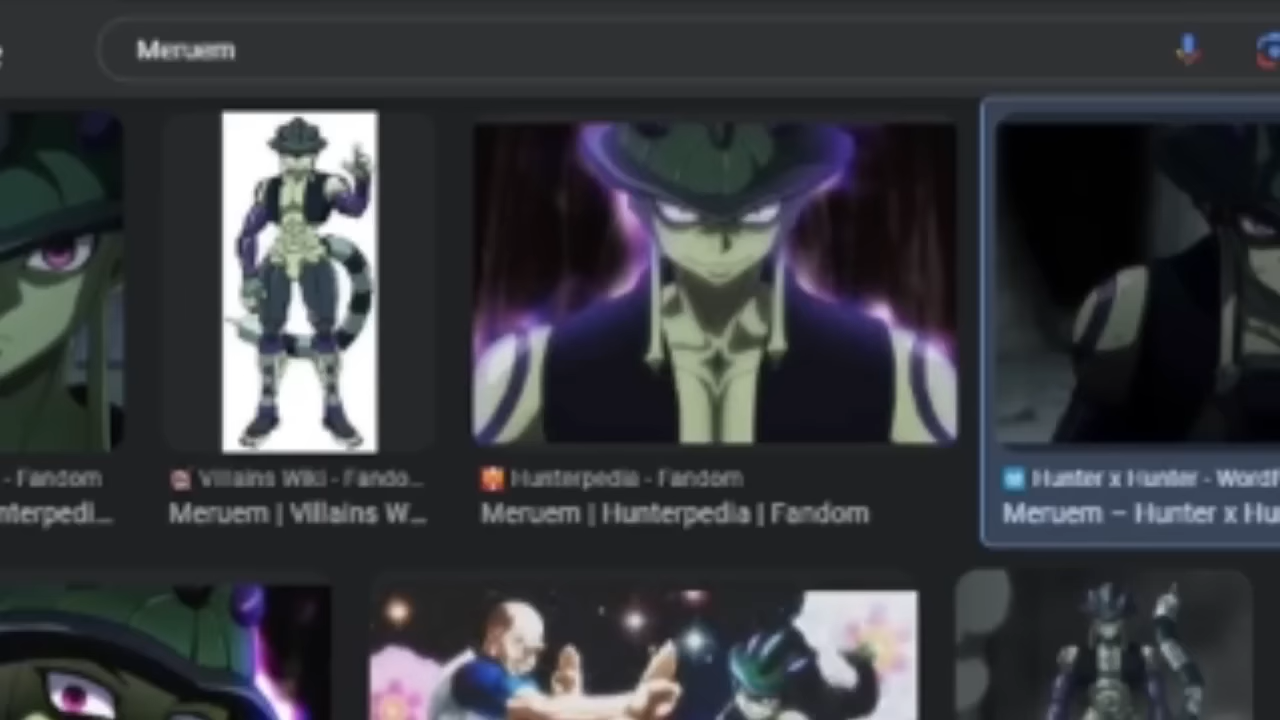 Meruem
- Fandom
Villains Wiki - Fando...
Hunterpedia - Fandom
Hunter x Hunter - Word
nterpedi...
Meruem | Villains W...
Meruem | Hunterpedia | Fandom
Meruem – Hunter x Hu